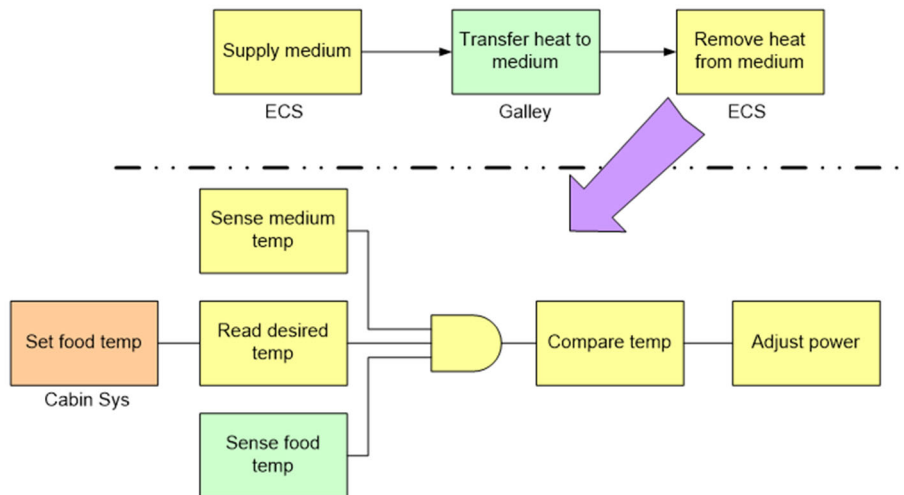 Supply medium
Transfer heat to
medium
Remove heat
from medium
ECS
Galley
ECS
Sense medium
temp
Set food temp
Read desired
temp
Compare temp
Adjust power
Cabin Sys
Sense food
temp